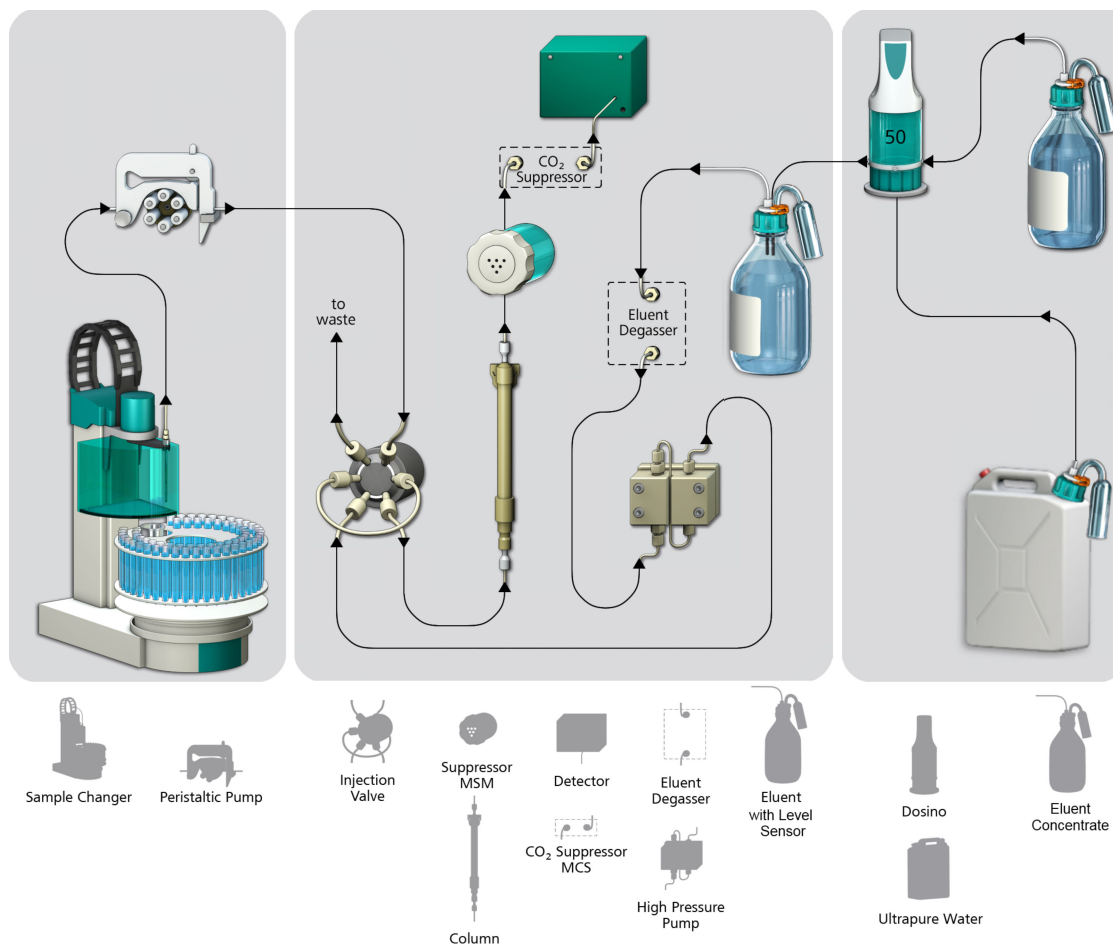 50
CO₂
Suppressor
to
waste
Eluent
Degasser
Sample Changer
Peristaltic Pump
Injection
Valve
Suppressor
MSM
Detector
Eluent
Degasser
Eluent
with Level
Sensor
Dosino
Eluent
Concentrate
CO₂ Suppressor
MCS
High Pressure
Pump
Ultrapure Water
Column